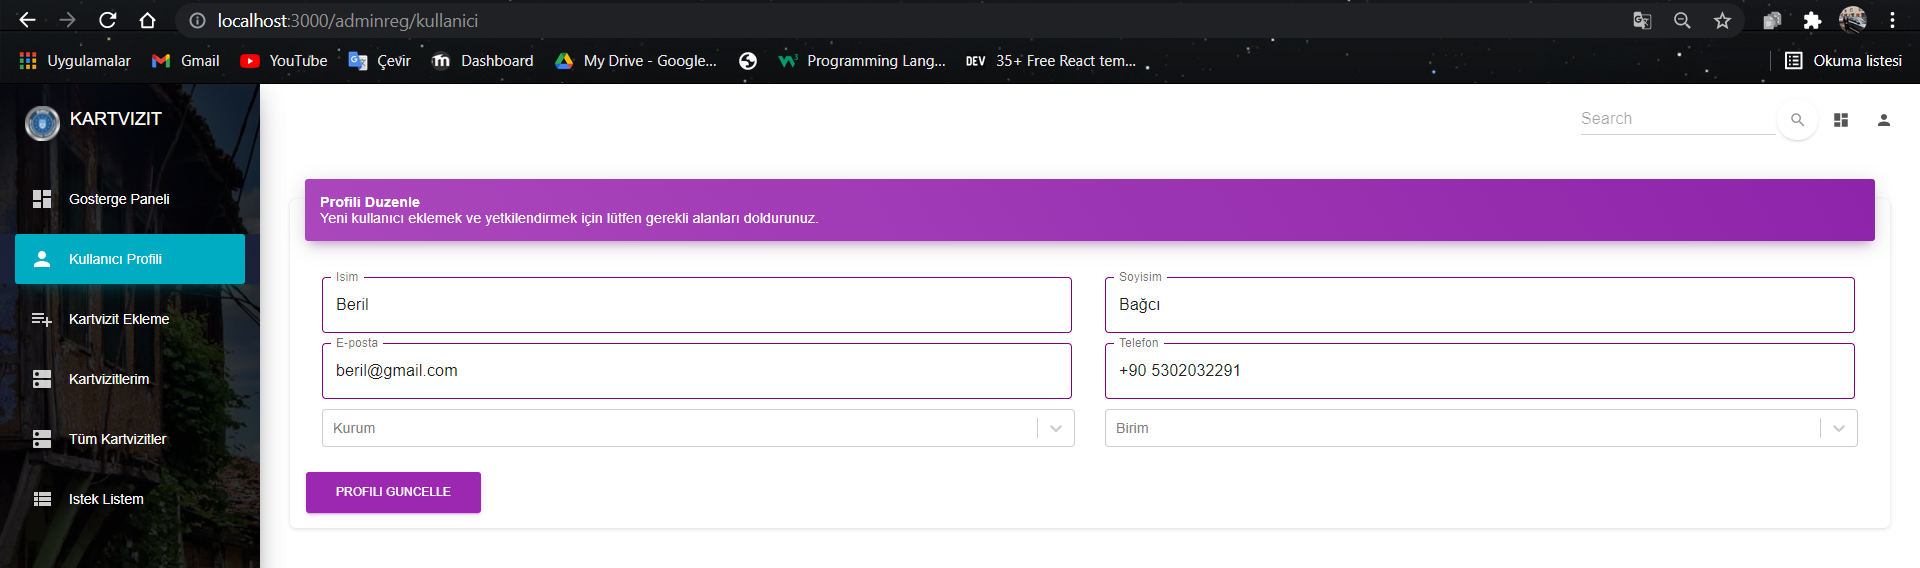 localhost:3000/adminreg/kullanici
Uygulamalar Gmail YouTube Çevir Dashboard My Drive - Google... Programming Lang... DEV 35+ Free React tem... Okuma listesi
KARTVIZIT
Search
Gosterge Paneli
Kullanıcı Profili
Kartvizit Ekleme
Kartvizitlerim
Tüm Kartvizitler
Istek Listem
Profili Duzenle
Yeni kullanıcı eklemek ve yetkilendirmek için lütfen gerekli alanları doldurunuz.
Isim Soyisim
Beril Bağcı
E-posta Telefon
beril@gmail.com +90 5302032291
Kurum Birim
PROFILI GUNCELLE